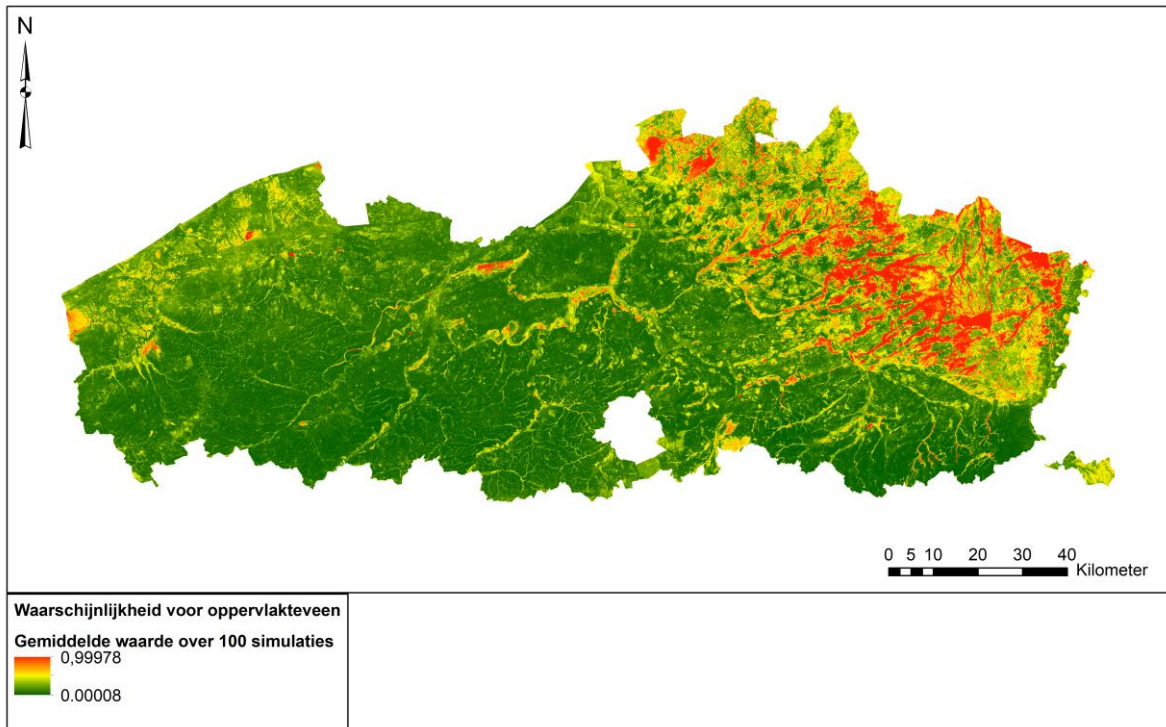 N
0 5 10 20 30 40
Kilometer
Waarschijnlijkheid voor oppervlakteveen
Gemiddelde waarde over 100 simulaties
0,99978
0.00008